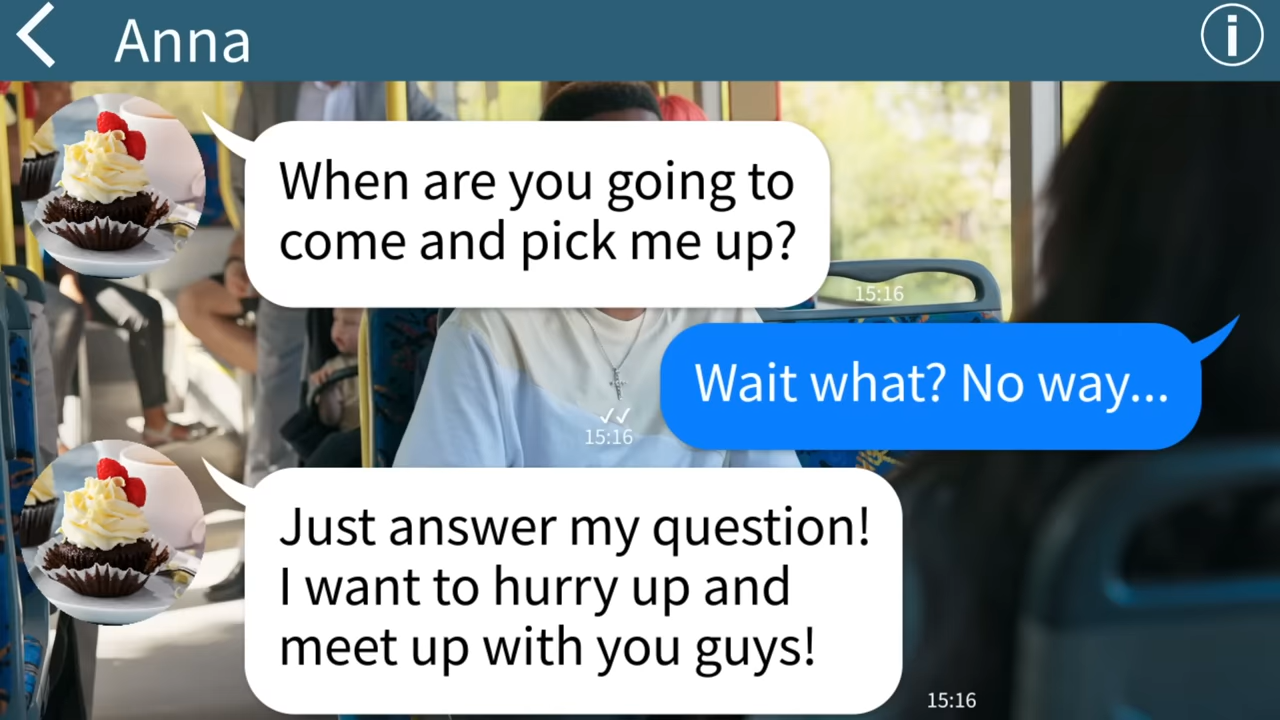 Anna
When are you going to
come and pick me up?
15:16
Wait what? No way...
15:16
Just answer my question!
I want to hurry up and
meet up with you guys!
15:16